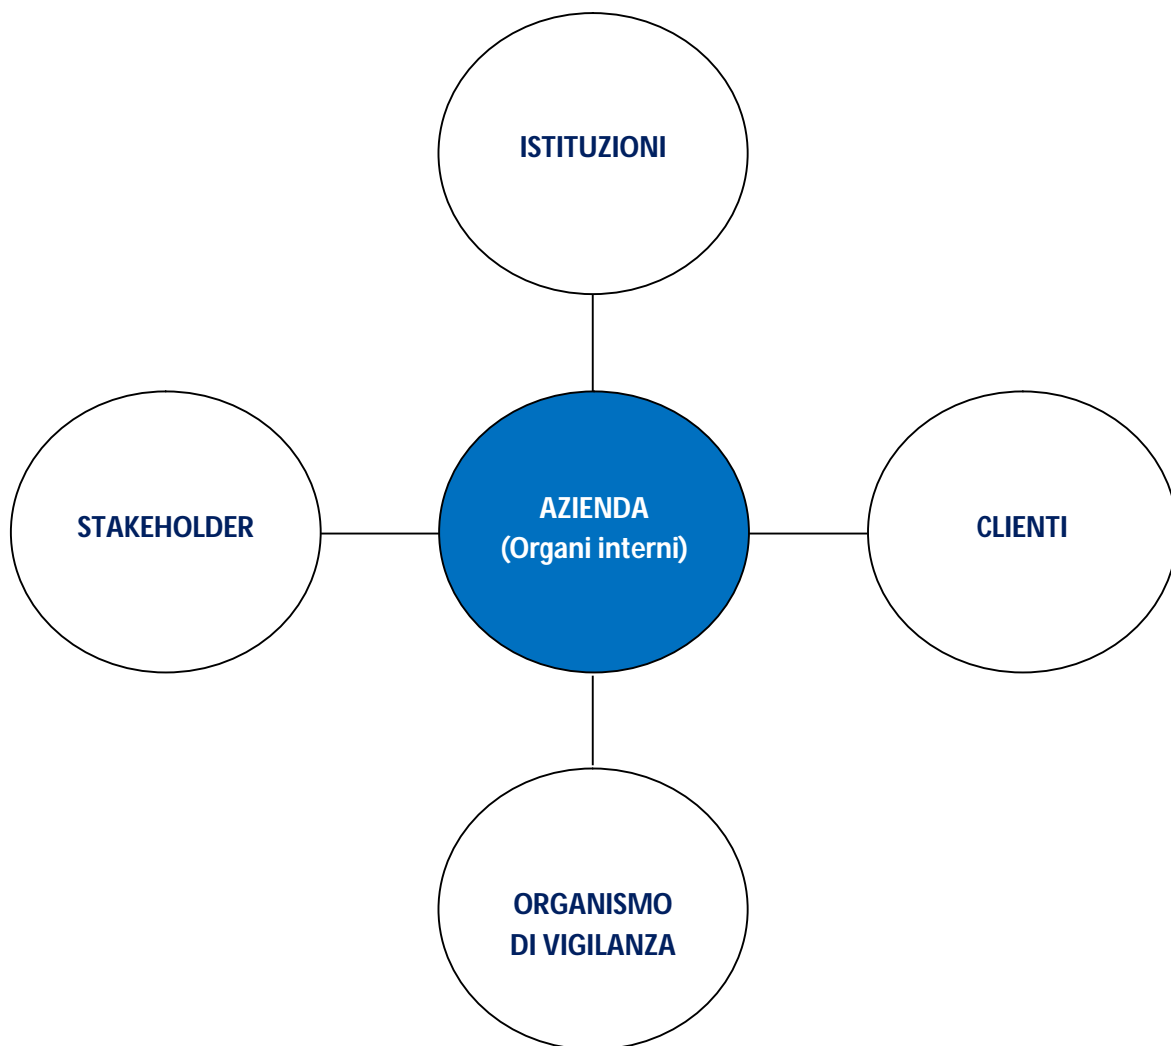 ISTITUZIONI
STAKEHOLDER
AZIENDA
(Organi interni)
CLIENTI
ORGANISMO
DI VIGILANZA